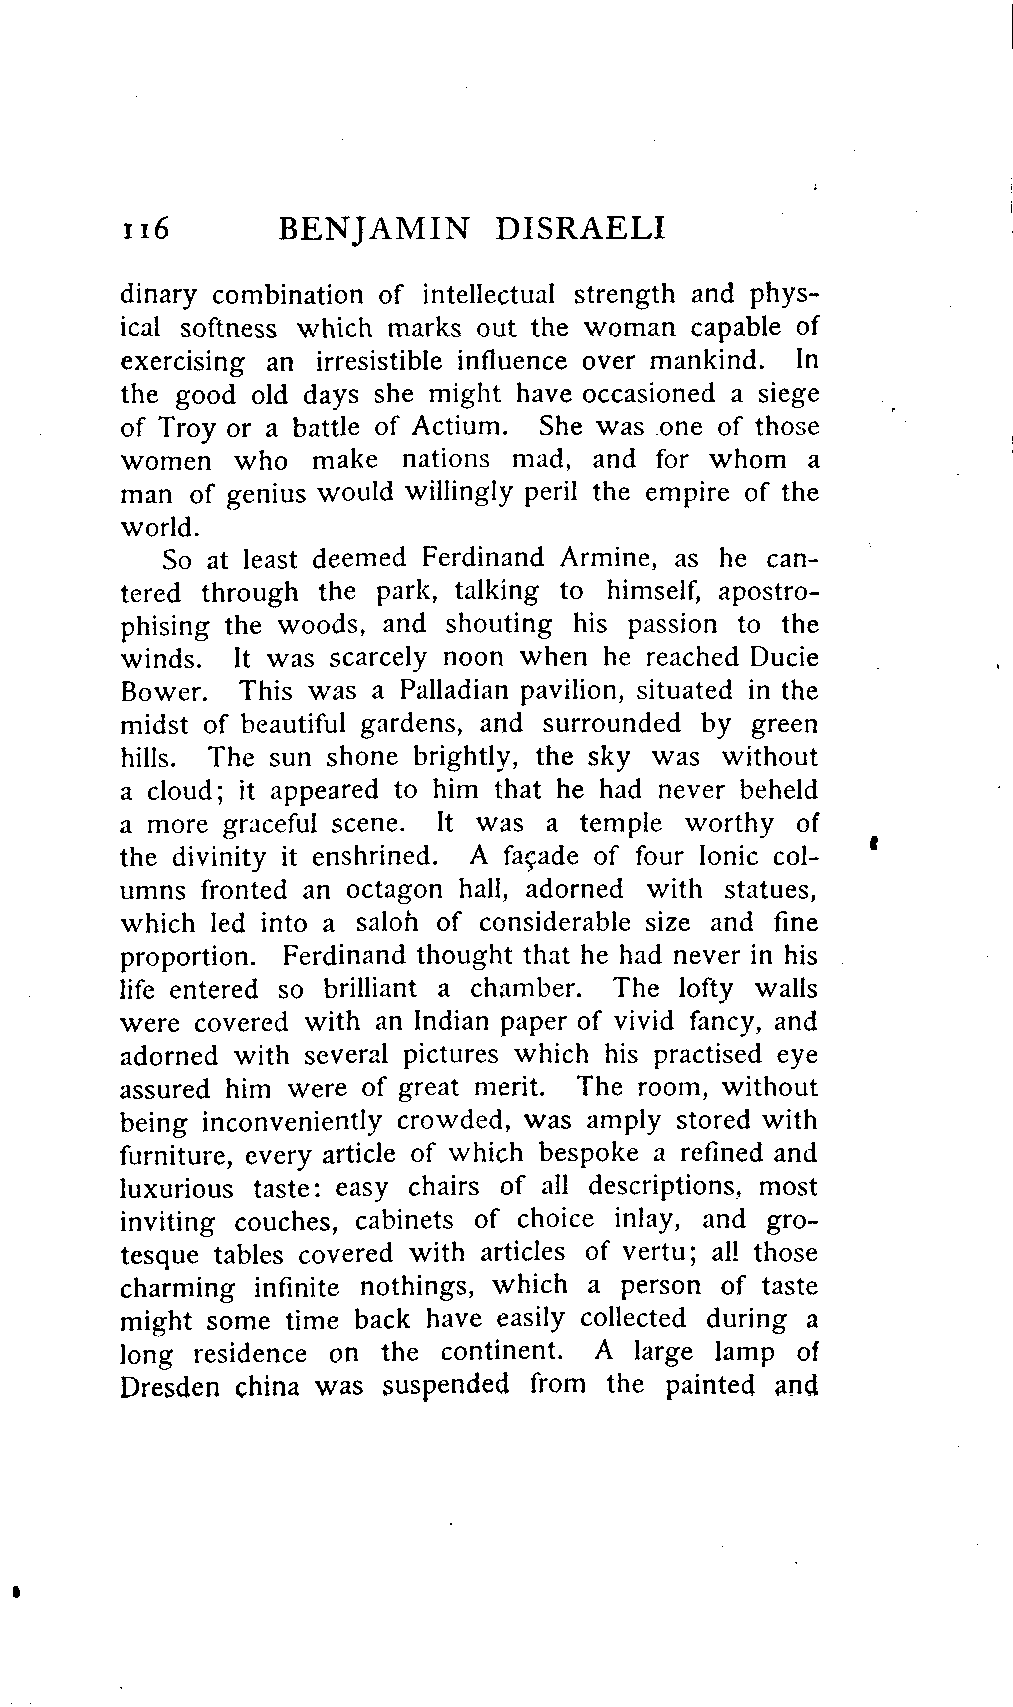 116 BENJAMIN DISRAELI
dinary combination of intellectual strength and phys-
ical softness which marks out the woman capable of
exercising an irresistible influence over mankind. In
the good old days she might have occasioned a siege
of Troy or a battle of Actium. She was one of those
women who make nations mad, and for whom a
man of genius would willingly peril the empire of the
world.
So at least deemed Ferdinand Armine, as he can-
tered through the park, talking to himself, apostro-
phising the woods, and shouting his passion to the
winds. It was scarcely noon when he reached Ducie
Bower. This was a Palladian pavilion, situated in the
midst of beautiful gardens, and surrounded by green
hills. The sun shone brightly, the sky was without
a cloud; it appeared to him that he had never beheld
a more graceful scene. It was a temple worthy of
the divinity it enshrined. A façade of four Ionic col-
umns fronted an octagon hall, adorned with statues,
which led into a salon of considerable size and fine
proportion. Ferdinand thought that he had never in his
life entered so brilliant a chamber. The lofty walls
were covered with an Indian paper of vivid fancy, and
adorned with several pictures which his practised eye
assured him were of great merit. The room, without
being inconveniently crowded, was amply stored with
furniture, every article of which bespoke a refined and
luxurious taste: easy chairs of all descriptions, most
inviting couches, cabinets of choice inlay, and gro-
tesque tables covered with articles of vertu; all those
charming infinite nothings, which a person of taste
might some time back have easily collected during a
long residence on the continent. A large lamp of
Dresden china was suspended from the painted and